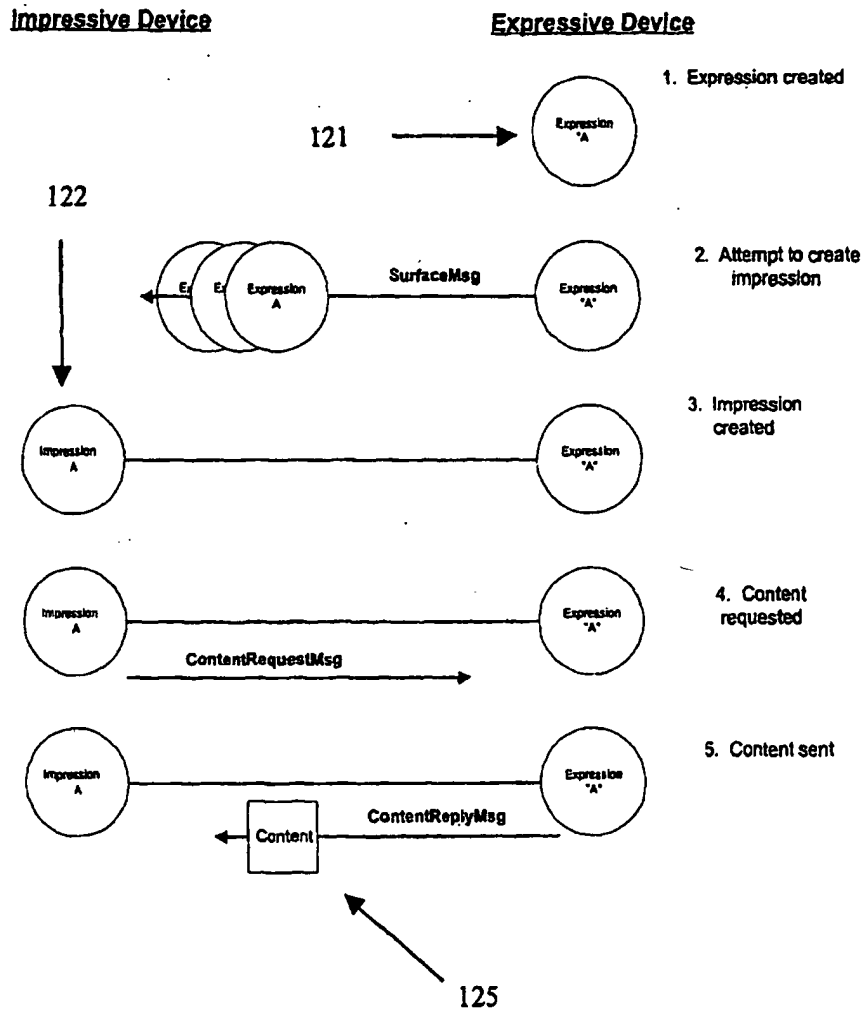 Impressive Device
Expressive Device
1. Expression created
Expression
"A
121
122
E
E
Expression
A
SurfaceMsg
Expression
"A"
2. Attempt to create
impression
Impression
A
Expression
"A"
3. Impression
created
Impression
A
Expression
"A"
4. Content
requested
ContentRequestMsg
Impression
A
Expression
"A"
5. Content sent
Content
ContentReplyMsg
125